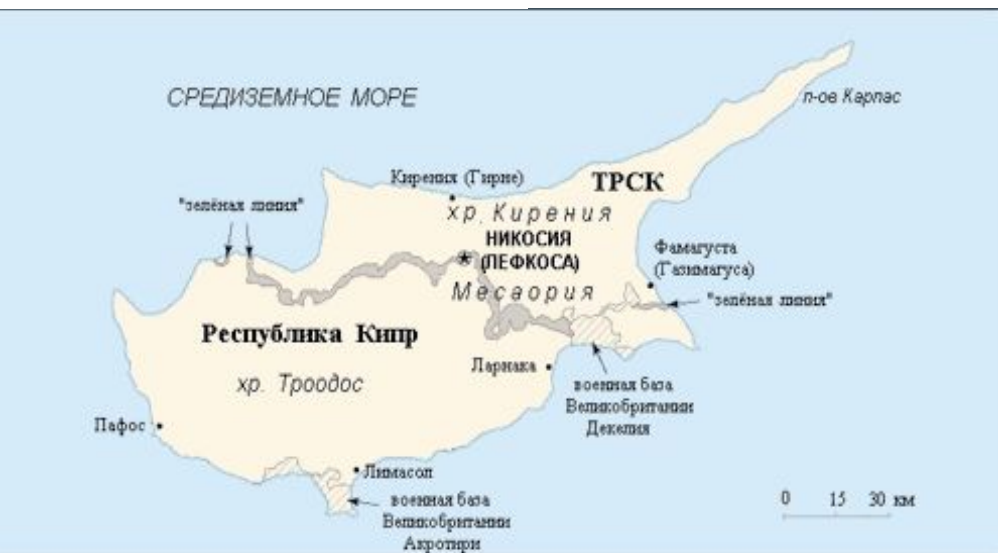 СРЕДИЗЕМНОЕ МОРЕ
п-ов Карпас
Кирения (Гирне)
ТРСК
"зелёная линия"
хр. Кирения
НИКОСИЯ
(ЛЕФКОСА)
Фамагуста
(Газимагуса)
Месаория
"зелёная линия"
Республика Кипр
Ларнака
хр. Троодос
военная база
Великобритании
Декелия
Пафос
Лимасол
военная база
Великобритании
Акротири
0 15 30 км